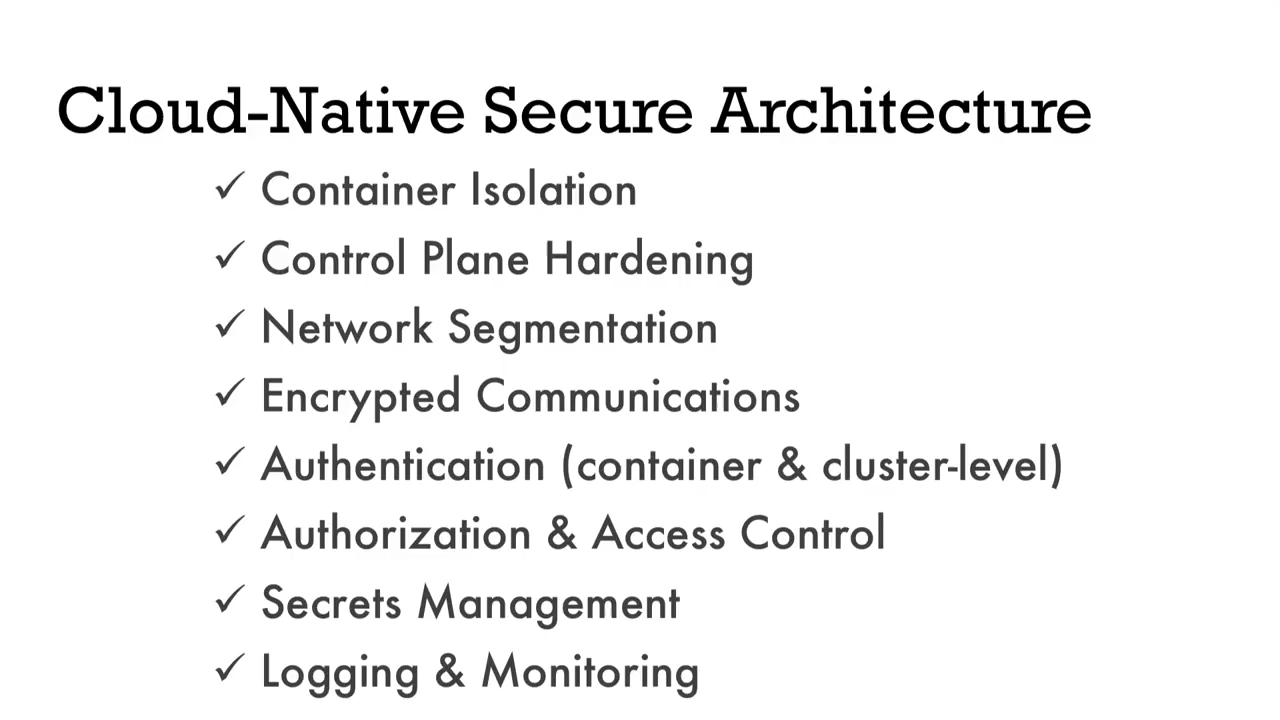 Cloud-Native Secure Architecture
✓ Container Isolation
✓ Control Plane Hardening
✓ Network Segmentation
✓ Encrypted Communications
✓ Authentication (container & cluster-level)
✓ Authorization & Access Control
✓ Secrets Management
✓ Logging & Monitoring